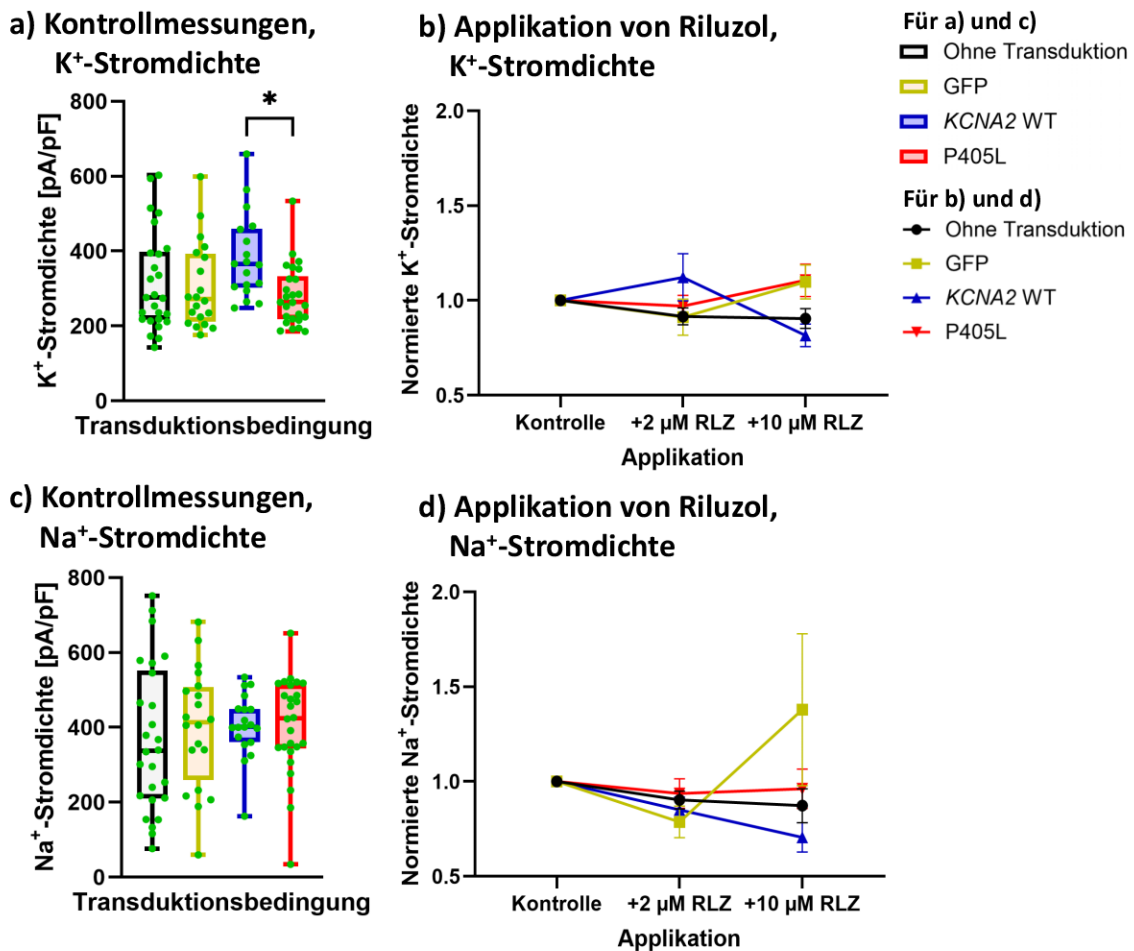 a) Kontrollmessungen,
K⁺-Stromdichte
K⁺-Stromdichte [pA/pF]
800
600
400
200
0
*
Transduktionsbedingung
b) Applikation von Riluzol,
K⁺-Stromdichte
Normierte K⁺-Stromdichte
2.0
1.5
1.0
0.5
Kontrolle
+2 µM RLZ
+10 µM RLZ
Applikation
Für a) und c)
Ohne Transduktion
GFP
KCNA2 WT
P405L
Für b) und d)
Ohne Transduktion
GFP
KCNA2 WT
P405L
c) Kontrollmessungen,
Na⁺-Stromdichte
Na⁺-Stromdichte [pA/pF]
800
600
400
200
0
Transduktionsbedingung
d) Applikation von Riluzol,
Na⁺-Stromdichte
Normierte Na⁺-Stromdichte
2.0
1.5
1.0
0.5
Kontrolle
+2 µM RLZ
+10 µM RLZ
Applikation